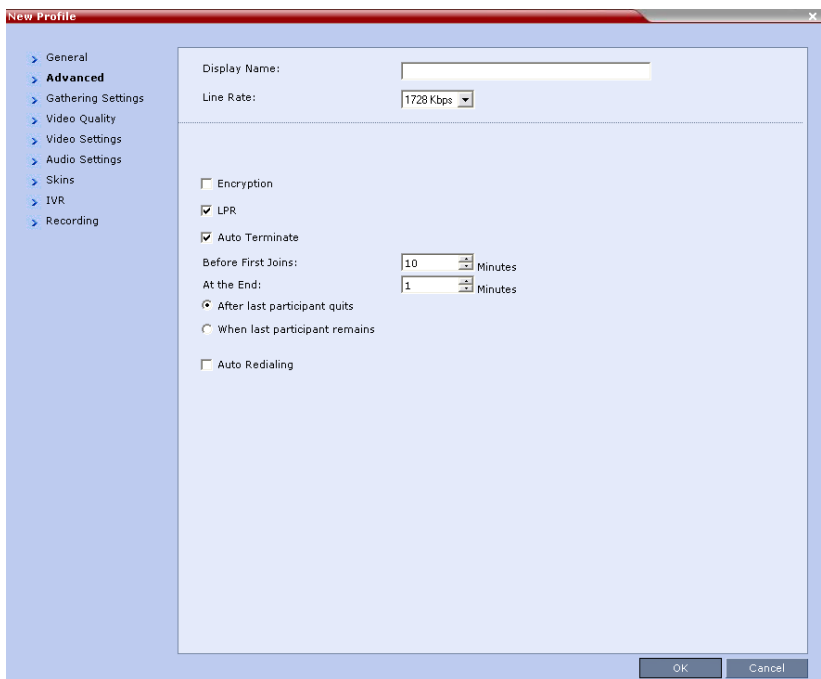 New Profile
General
Advanced
Gathering Settings
Video Quality
Video Settings
Audio Settings
Skins
IVR
Recording
Display Name:
Line Rate: 1728 Kbps
Encryption
LPR
Auto Terminate
Before First Joins: 10 Minutes
At the End: 1 Minutes
After last participant quits
When last participant remains
Auto Redialing
OK Cancel